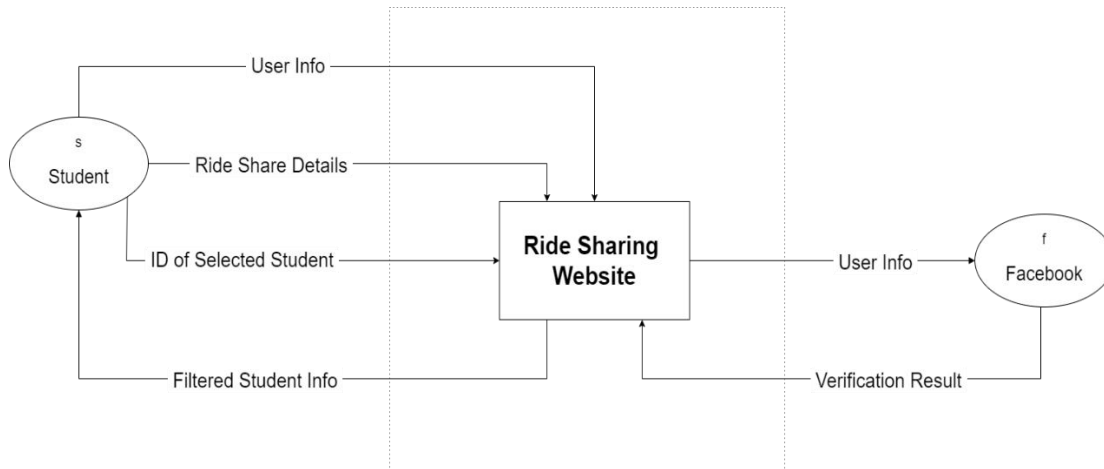 User Info
s
Student
Ride Share Details
ID of Selected Student
Filtered Student Info
Ride Sharing
Website
User Info
f
Facebook
Verification Result